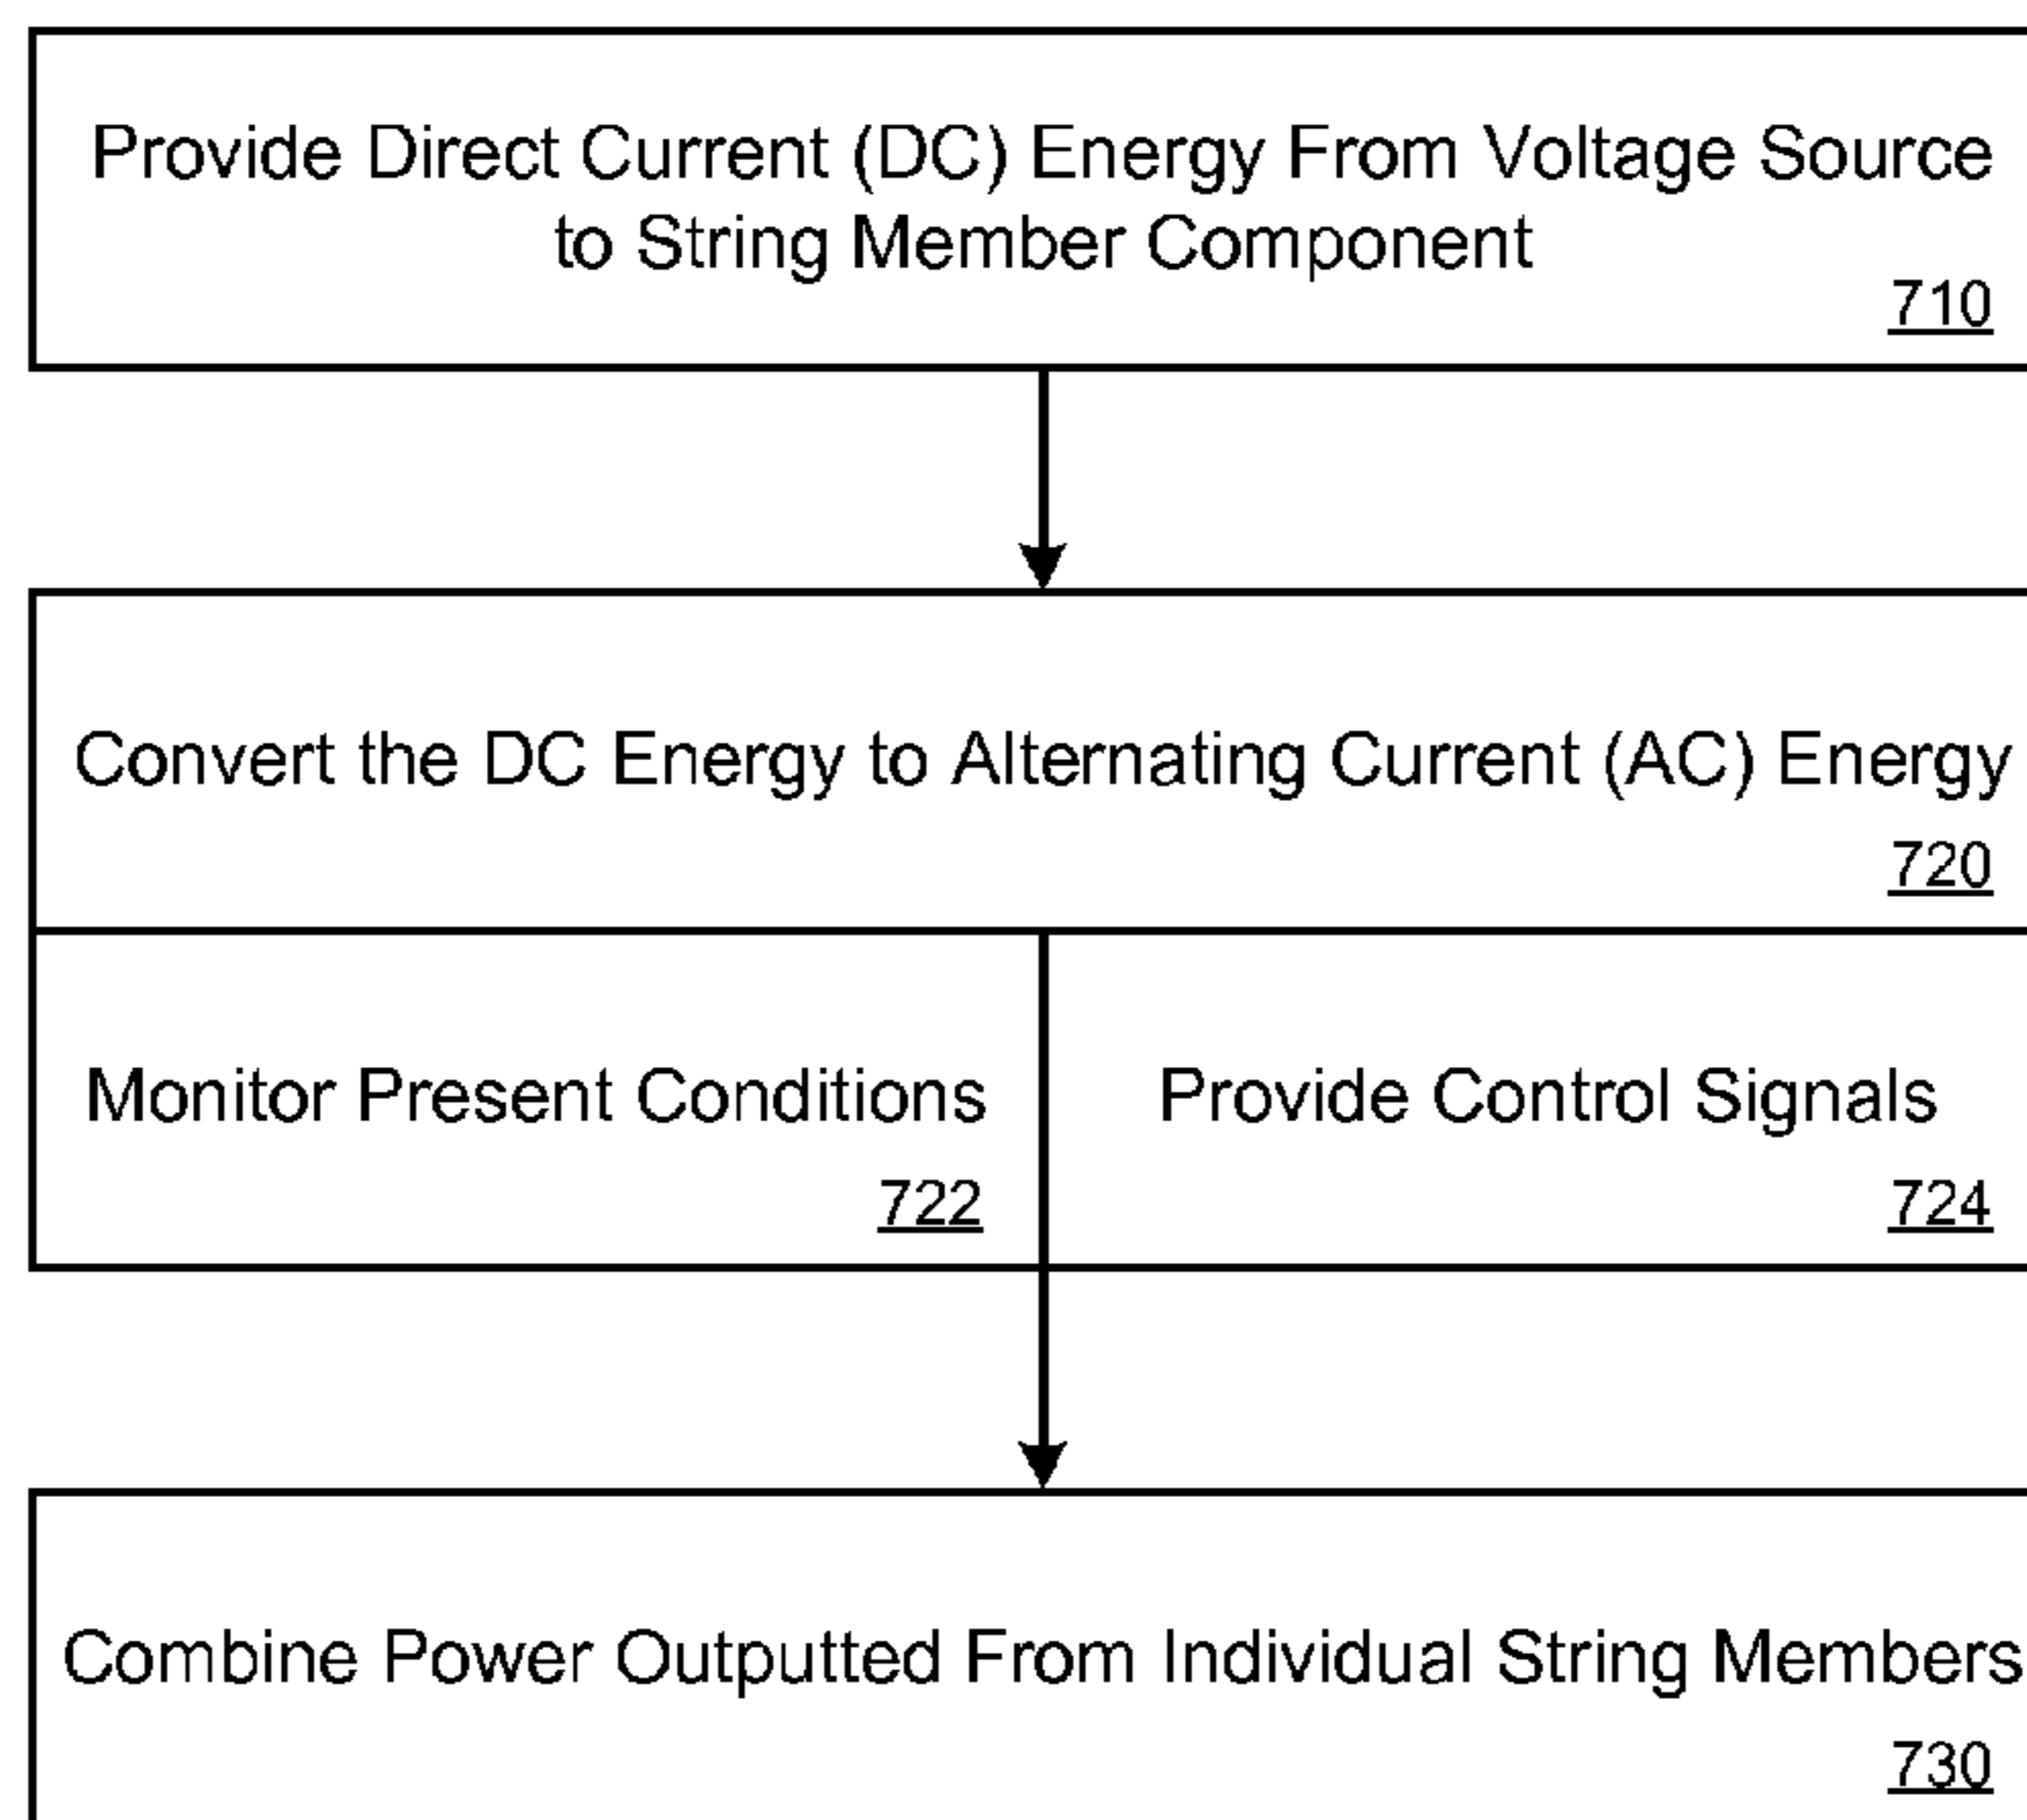 Provide Direct Current (DC) Energy From Voltage Source
to String Member Component
710
Convert the DC Energy to Alternating Current (AC) Energy
720
Monitor Present Conditions
722
Provide Control Signals
724
Combine Power Outputted From Individual String Members
730